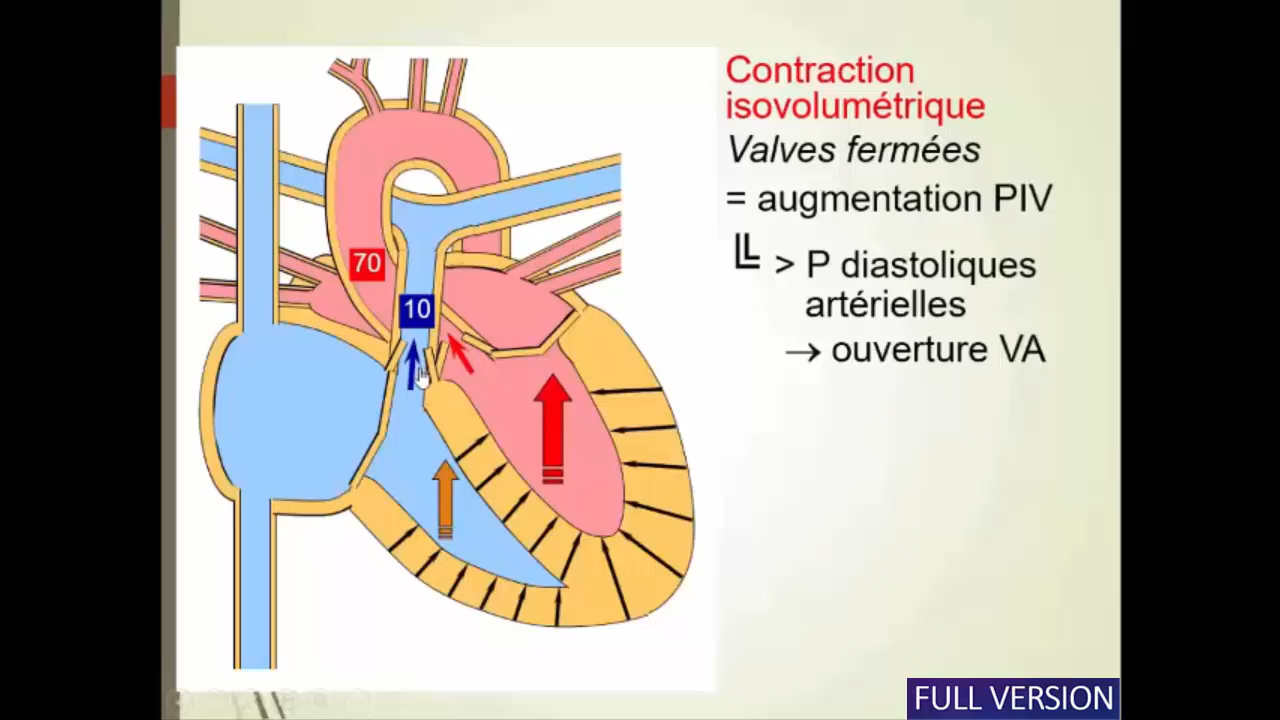 Contraction
isovolumétrique
Valves fermées
= augmentation PIV
> P diastoliques
artérielles
→ ouverture VA
70
10
FULL VERSION